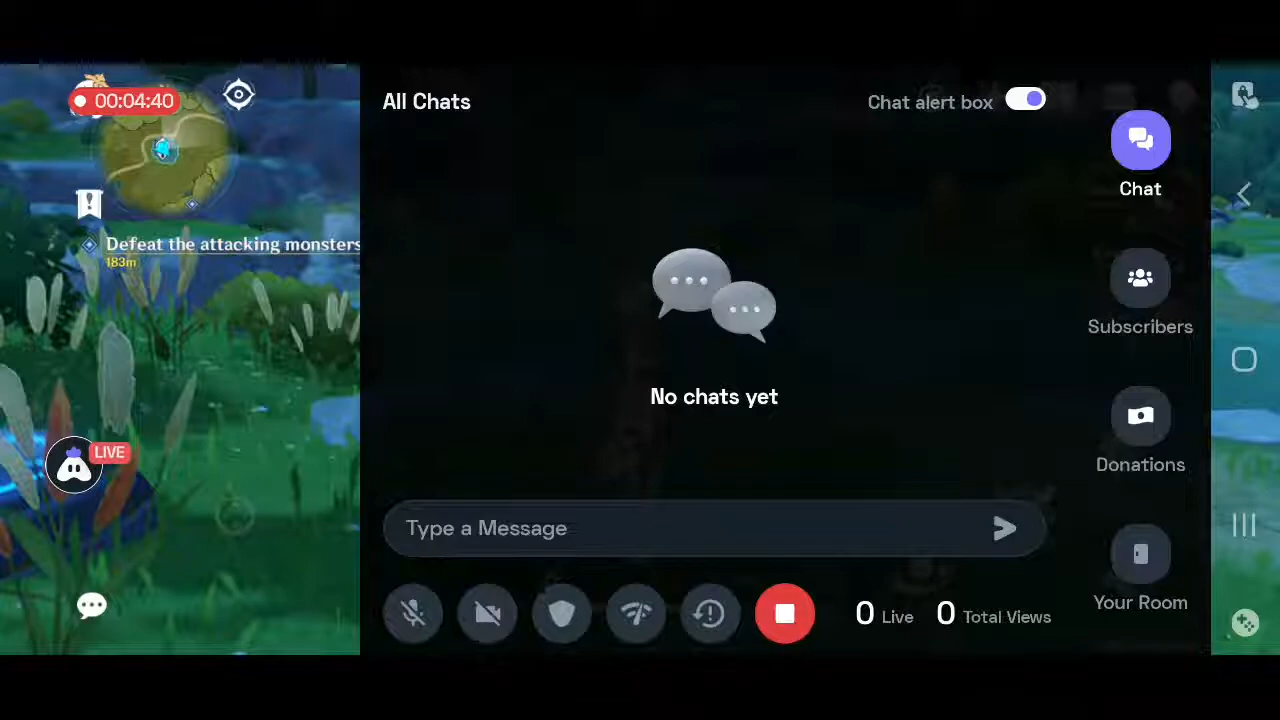 00:04:40
Defeat the attacking monsters
183m
LIVE
All Chats
Chat alert box
No chats yet
Type a Message
0 Live
0 Total Views
Chat
Subscribers
Donations
Your Room